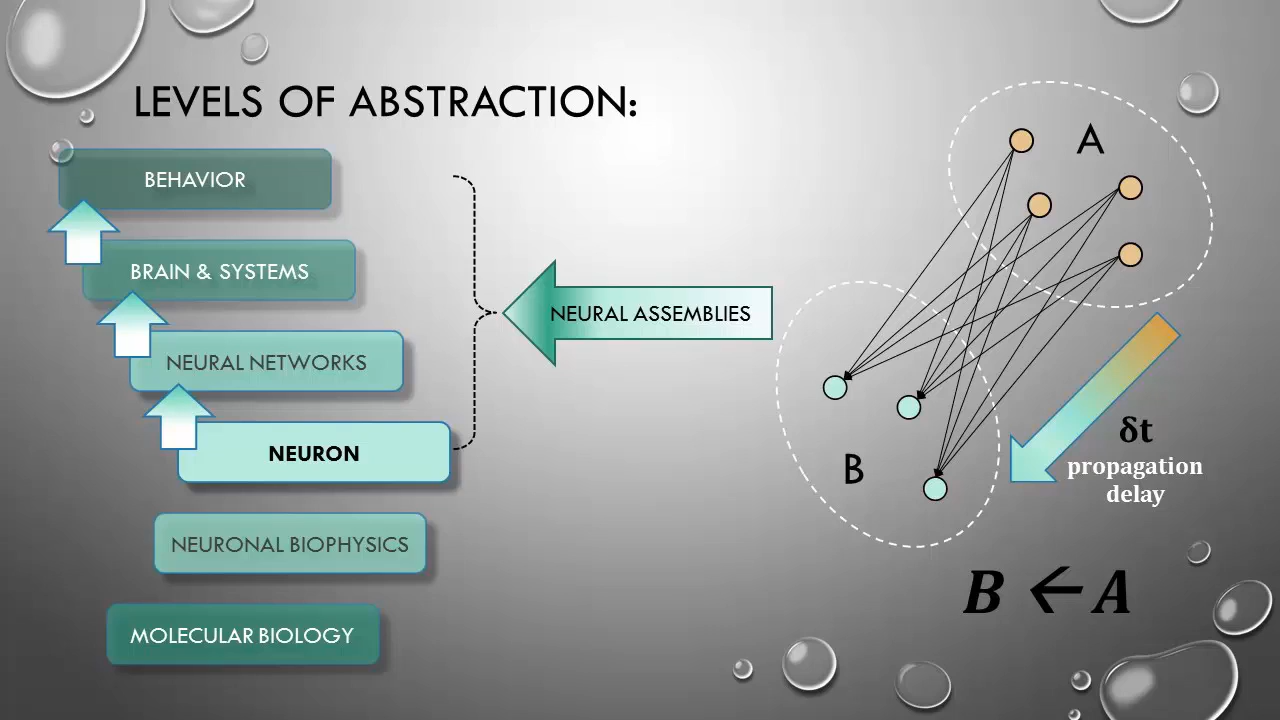 LEVELS OF ABSTRACTION:
BEHAVIOR
BRAIN & SYSTEMS
NEURAL NETWORKS
NEURON
NEURONAL BIOPHYSICS
MOLECULAR BIOLOGY
NEURAL ASSEMBLIES
A
B
δt
propagation
delay
B ← A